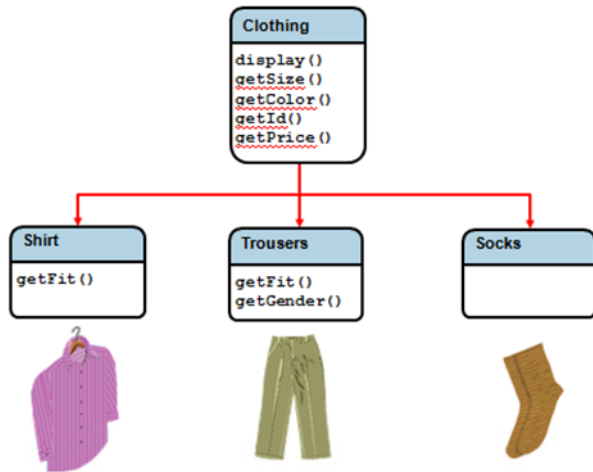 Clothing
display()
getSize()
getColor()
getId()
getPrice()
Shirt
getFit()
Trousers
getFit()
getGender()
Socks